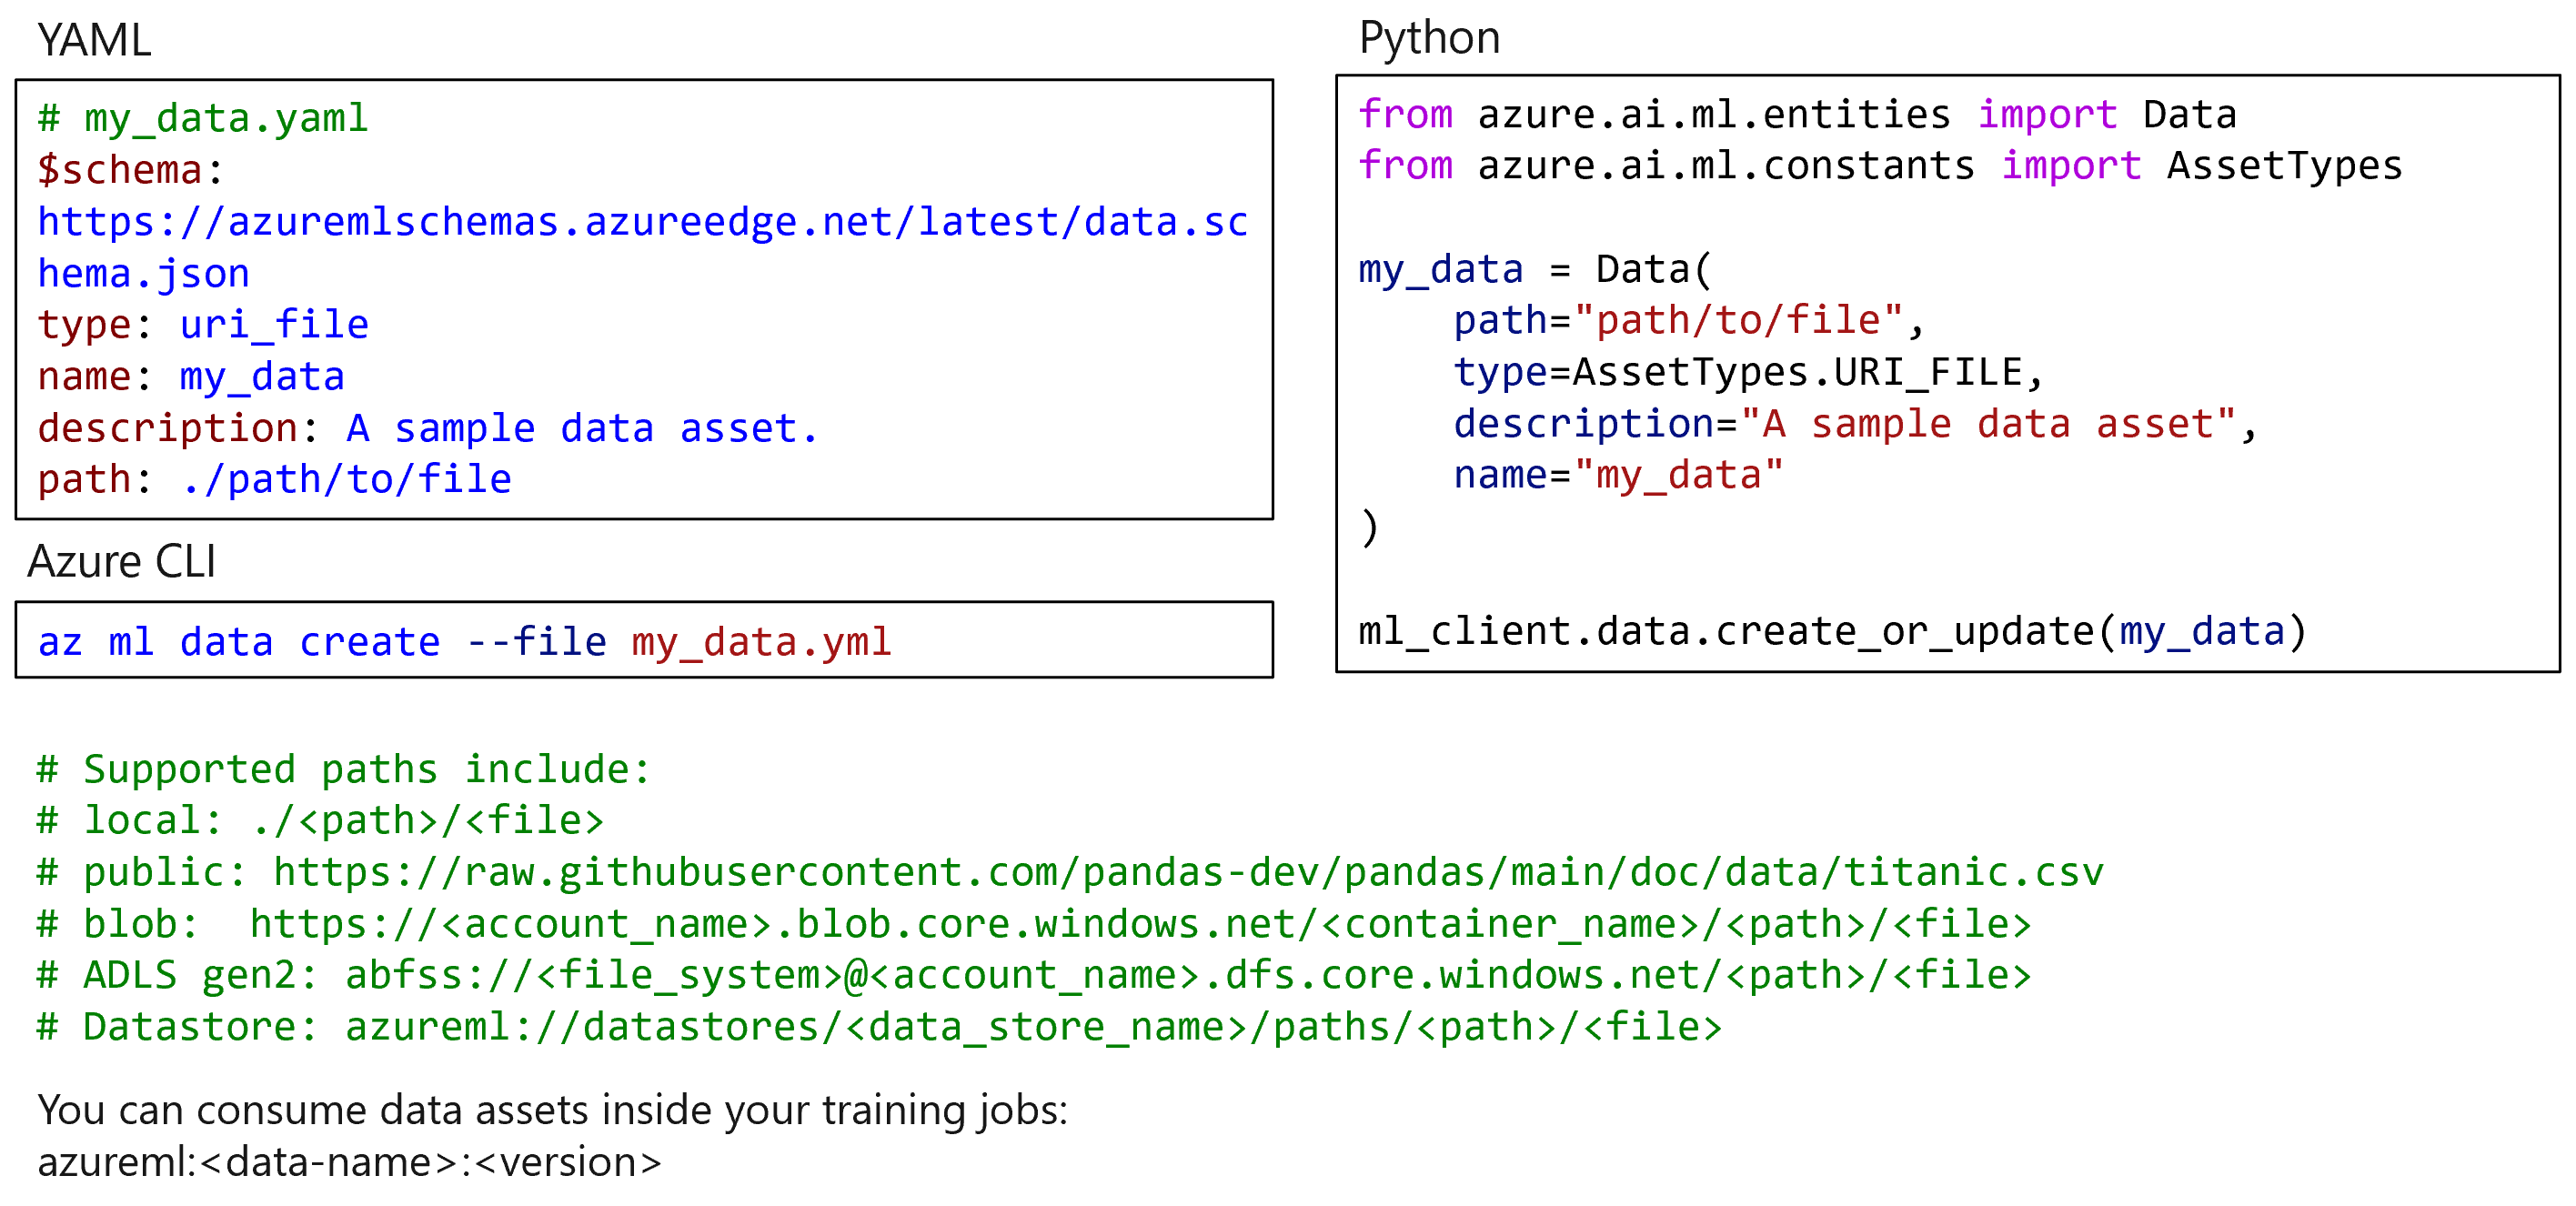 YAML
# my_data.yaml
$schema:
https://azuremlschemas.azureedge.net/latest/data.sc
hema.json
type: uri_file
name: my_data
description: A sample data asset.
path: ./path/to/file
Azure CLI
az ml data create --file my_data.yml
Python
from azure.ai.ml.entities import Data
from azure.ai.ml.constants import AssetTypes
my_data = Data(
    path="path/to/file",
    type=AssetTypes.URI_FILE,
    description="A sample data asset",
    name="my_data"
)
ml_client.data.create_or_update(my_data)
# Supported paths include:
# local: ./<path>/<file>
# public: https://raw.githubusercontent.com/pandas-dev/pandas/main/doc/data/titanic.csv
# blob:  https://<account_name>.blob.core.windows.net/<container_name>/<path>/<file>
# ADLS gen2: abfss://<file_system>@<account_name>.dfs.core.windows.net/<path>/<file>
# Datastore: azureml://datastores/<data_store_name>/paths/<path>/<file>
You can consume data assets inside your training jobs:
azureml:<data-name>:<version>